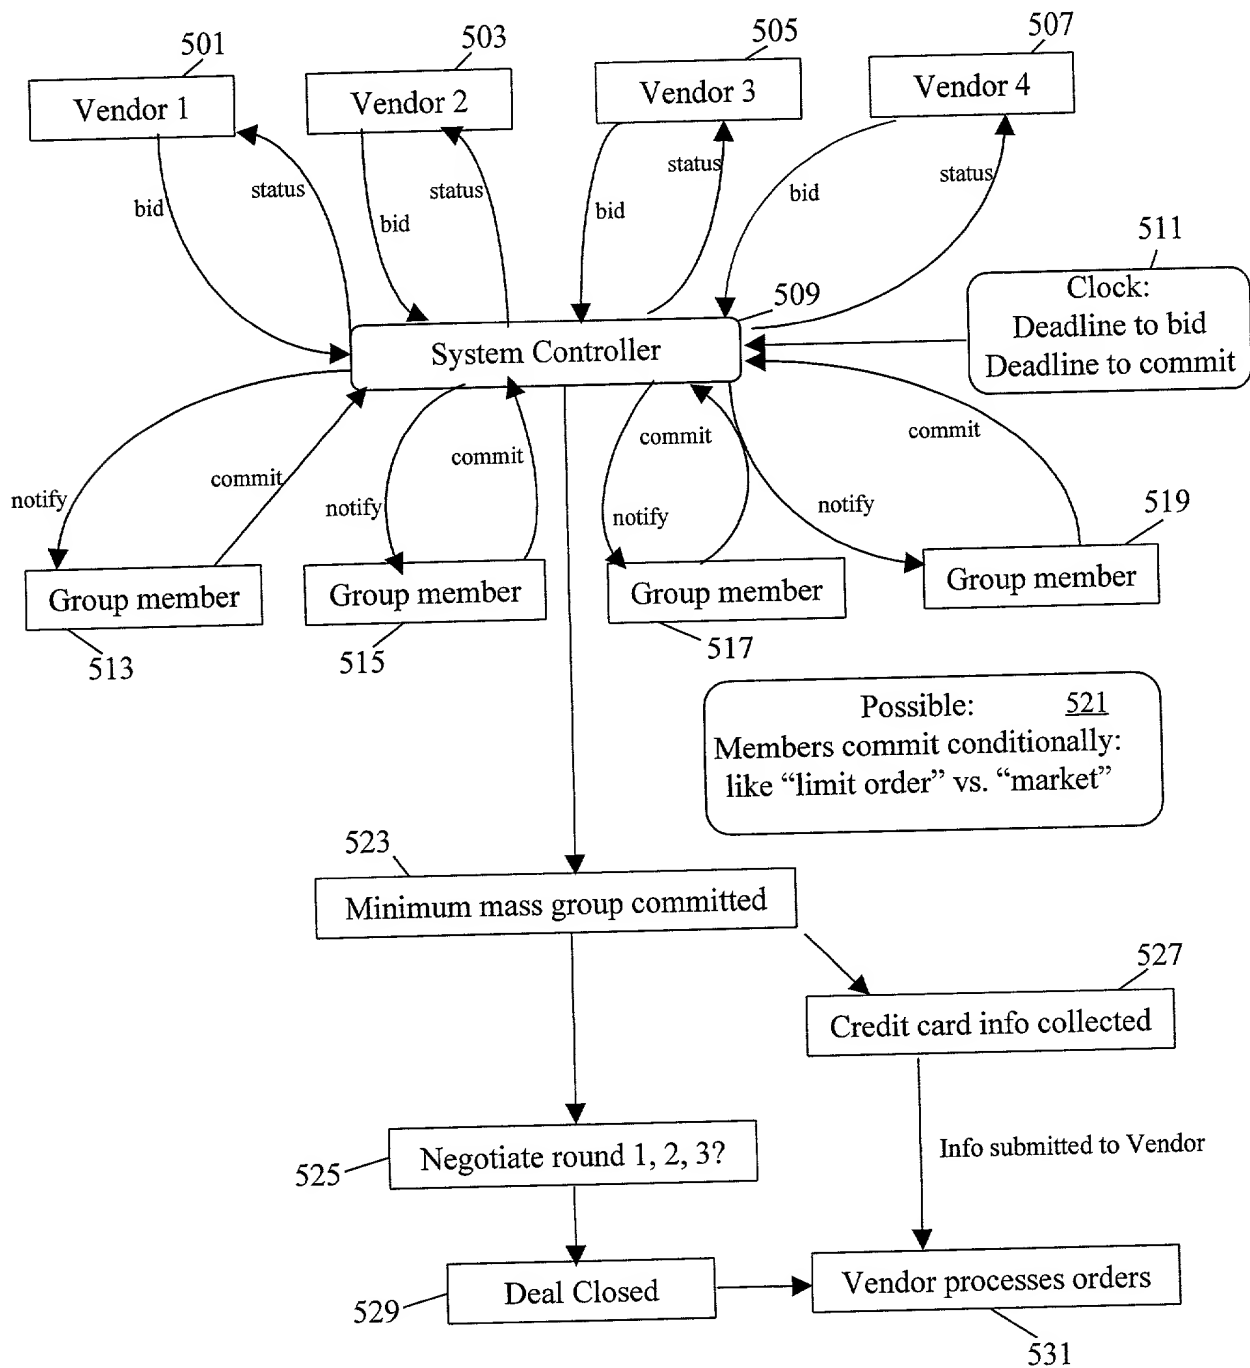 501
503
505
507
Vendor 1
Vendor 2
Vendor 3
Vendor 4
bid
status
bid
status
bid
status
bid
status
511
Clock:
Deadline to bid
Deadline to commit
509
System Controller
notify
commit
notify
commit
notify
commit
notify
commit
519
Group member
Group member
Group member
Group member
513
515
517
Possible: 521
Members commit conditionally:
like “limit order” vs. “market”
523
Minimum mass group committed
527
Credit card info collected
Info submitted to Vendor
525
Negotiate round 1, 2, 3?
529
Deal Closed
Vendor processes orders
531